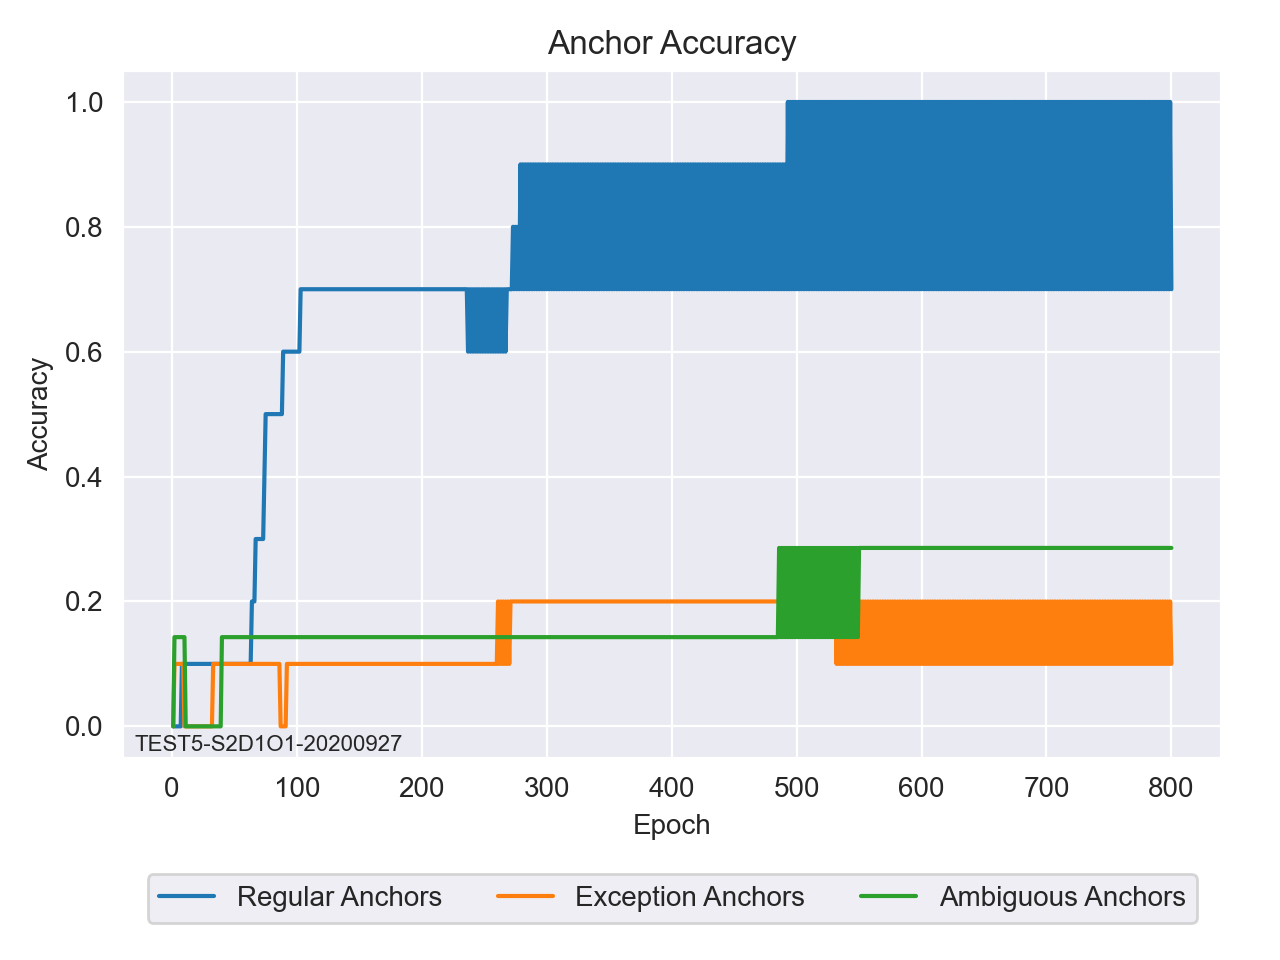 Anchor Accuracy
1.0
0.8
0.6
0.4
0.2
0.0
Accuracy
TEST5-S2D1O1-20200927
0 100 200 300 400 500 600 700 800
Epoch
Regular Anchors Exception Anchors Ambiguous Anchors